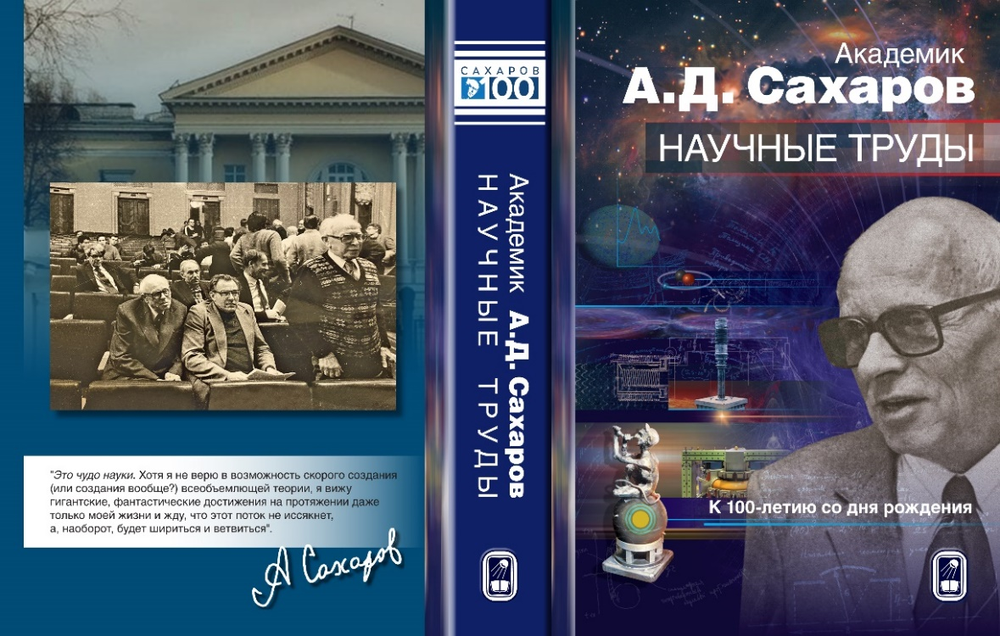 "Это чудо науки. Хотя я не верю в возможность скорого создания
(или создания вообще?) всеобъемлющей теории, я вижу
гигантские, фантастические достижения на протяжении даже
только моей жизни и жду, что этот поток не иссякнет,
а, наоборот, будет шириться и ветвиться".
А Сахаров
САХАРОВ
100
Академик А.Д. Сахаров
НАУЧНЫЕ ТРУДЫ
Академик
А.Д. Сахаров
НАУЧНЫЕ ТРУДЫ
К 100-летию со дня рождения